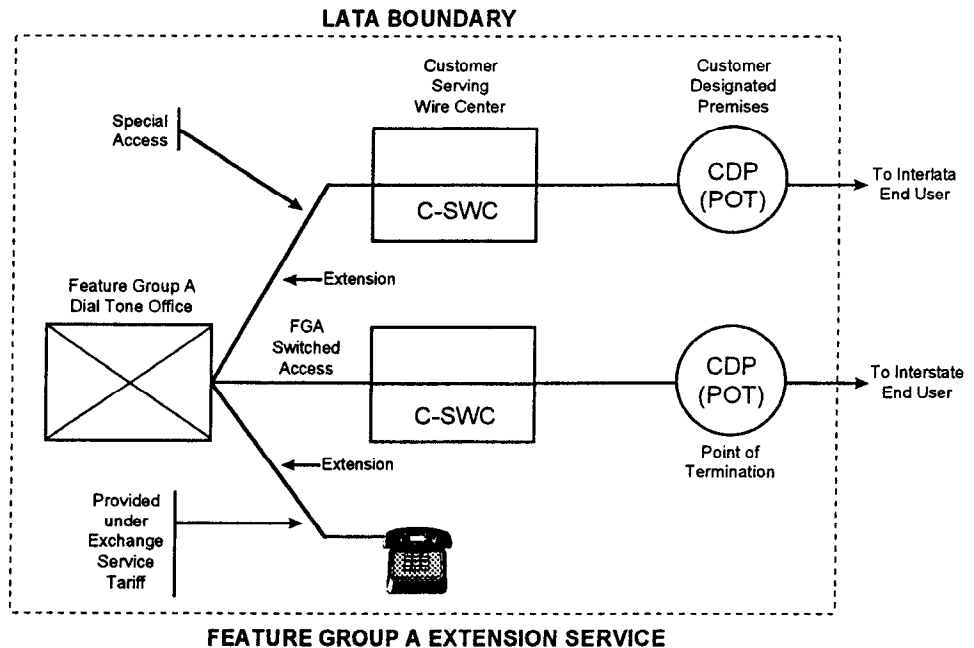 LATA BOUNDARY
Customer
Serving
Wire Center
Customer
Designated
Premises
Special
Access
C-SWC
CDP
(POT)
To Interlata
End User
Extension
Feature Group A
Dial Tone Office
FGA
Switched
Access
C-SWC
CDP
(POT)
To Interstate
End User
Point of
Termination
Extension
Provided
under
Exchange
Service
Tariff
FEATURE GROUP A EXTENSION SERVICE